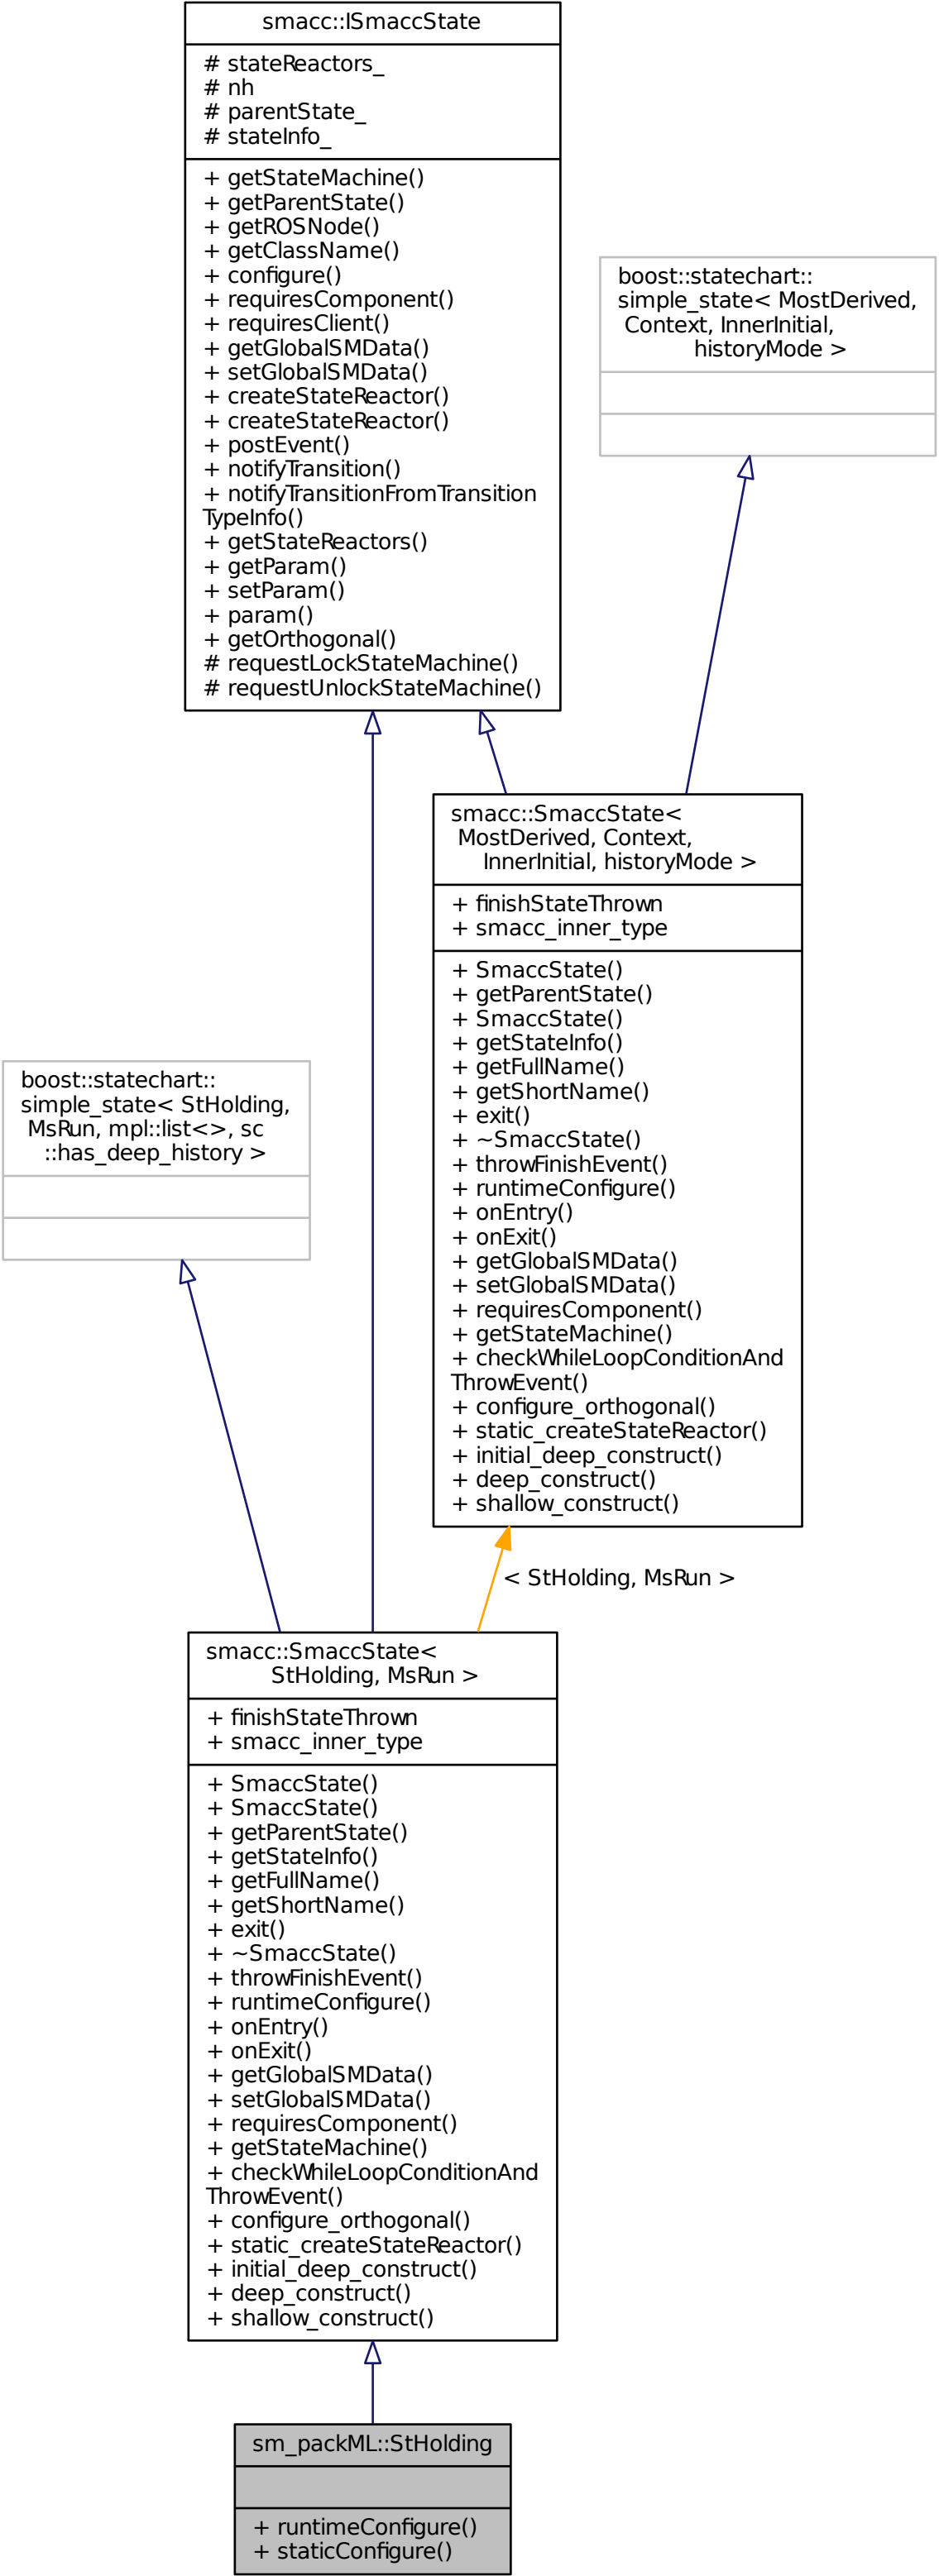 smacc::ISmaccState
# stateReactors_
# nh
# parentState_
# stateInfo_
+ getStateMachine()
+ getParentState()
+ getROSNode()
+ getClassName()
+ configure()
+ requiresComponent()
+ requiresClient()
+ getGlobalSMData()
+ setGlobalSMData()
+ createStateReactor()
+ createStateReactor()
+ postEvent()
+ notifyTransition()
+ notifyTransitionFromTransition
TypeInfo()
+ getStateReactors()
+ getParam()
+ setParam()
+ param()
+ getOrthogonal()
# requestLockStateMachine()
# requestUnlockStateMachine()
boost::statechart::
simple_state< MostDerived,
Context, InnerInitial,
historyMode >
smacc::SmaccState<
MostDerived, Context,
InnerInitial, historyMode >
+ finishStateThrown
+ smacc_inner_type
+ SmaccState()
+ getParentState()
+ SmaccState()
+ getStateInfo()
+ getFullName()
+ getShortName()
+ exit()
+ ~SmaccState()
+ throwFinishEvent()
+ runtimeConfigure()
+ onEntry()
+ onExit()
+ getGlobalSMData()
+ setGlobalSMData()
+ requiresComponent()
+ getStateMachine()
+ checkWhileLoopConditionAnd
ThrowEvent()
+ configure_orthogonal()
+ static_createStateReactor()
+ initial_deep_construct()
+ deep_construct()
+ shallow_construct()
boost::statechart::
simple_state< StHolding,
MsRun, mpl::list<>, sc
::has_deep_history >
< StHolding, MsRun >
smacc::SmaccState<
StHolding, MsRun >
+ finishStateThrown
+ smacc_inner_type
+ SmaccState()
+ SmaccState()
+ getParentState()
+ getStateInfo()
+ getFullName()
+ getShortName()
+ exit()
+ ~SmaccState()
+ throwFinishEvent()
+ runtimeConfigure()
+ onEntry()
+ onExit()
+ getGlobalSMData()
+ setGlobalSMData()
+ requiresComponent()
+ getStateMachine()
+ checkWhileLoopConditionAnd
ThrowEvent()
+ configure_orthogonal()
+ static_createStateReactor()
+ initial_deep_construct()
+ deep_construct()
+ shallow_construct()
sm_packML::StHolding
+ runtimeConfigure()
+ staticConfigure()